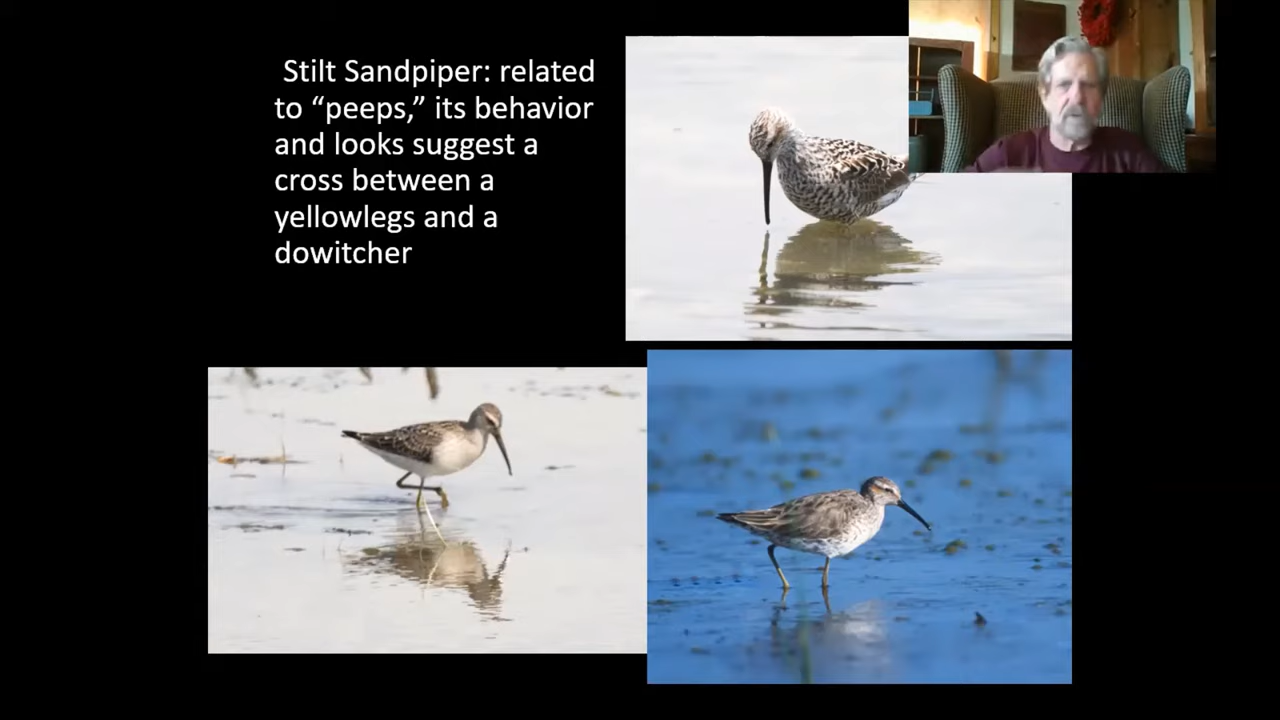 Stilt Sandpiper: related
to “peeps,” its behavior
and looks suggest a
cross between a
yellowlegs and a
dowitcher